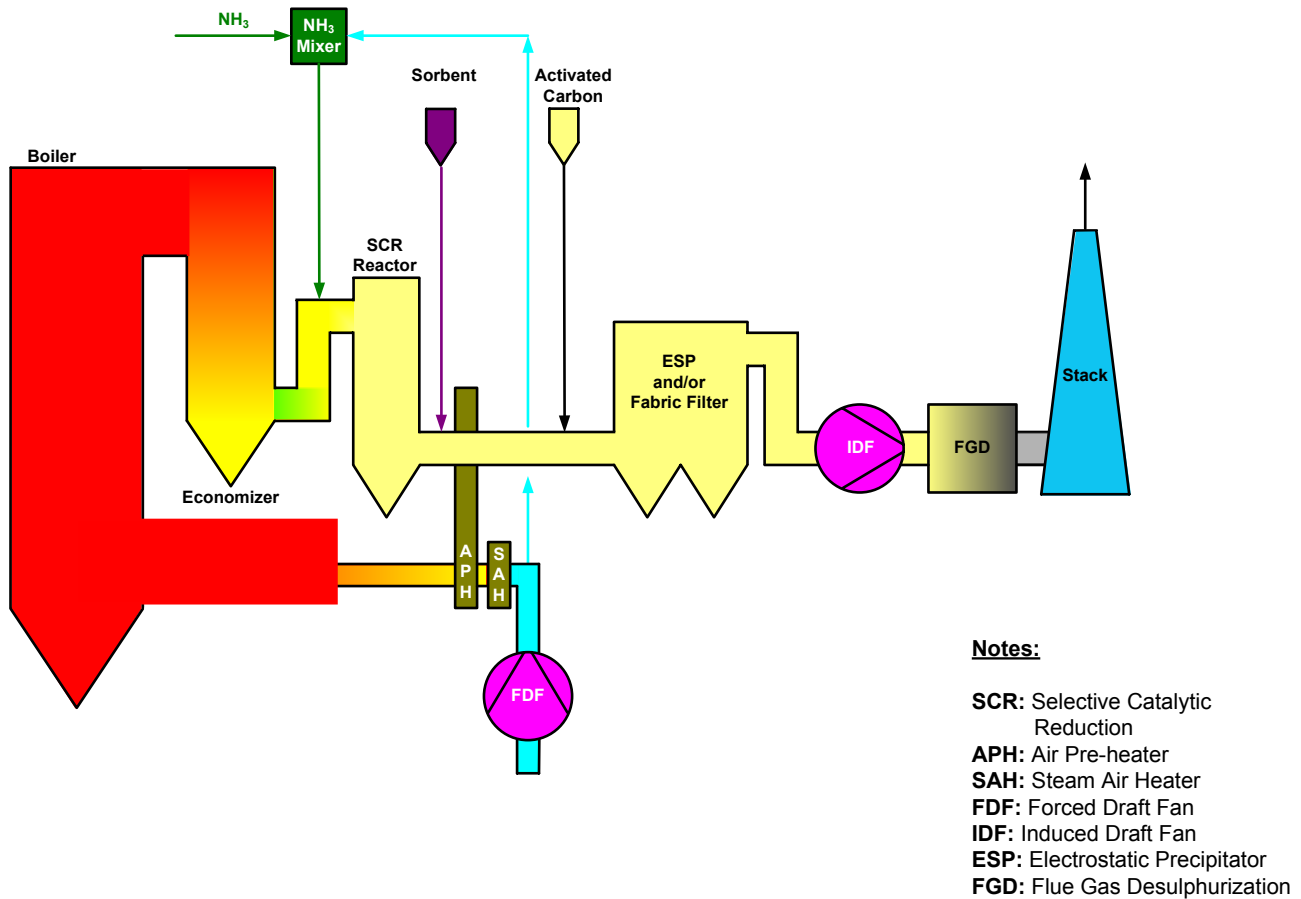 NH3
NH3
Mixer
Sorbent
Activated
Carbon
Boiler
SCR
Reactor
ESP
and/or
Fabric Filter
Stack
IDF
FGD
Economizer
APH
SAH
FDF
Notes:
SCR: Selective Catalytic
Reduction
APH: Air Pre-heater
SAH: Steam Air Heater
FDF: Forced Draft Fan
IDF: Induced Draft Fan
ESP: Electrostatic Precipitator
FGD: Flue Gas Desulphurization